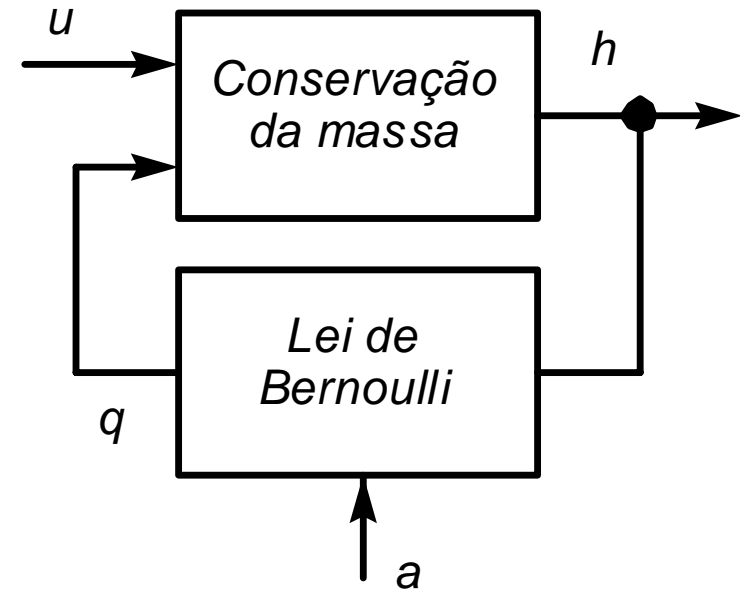 u
h
Conservação
da massa
Lei de
Bernoulli
q
a